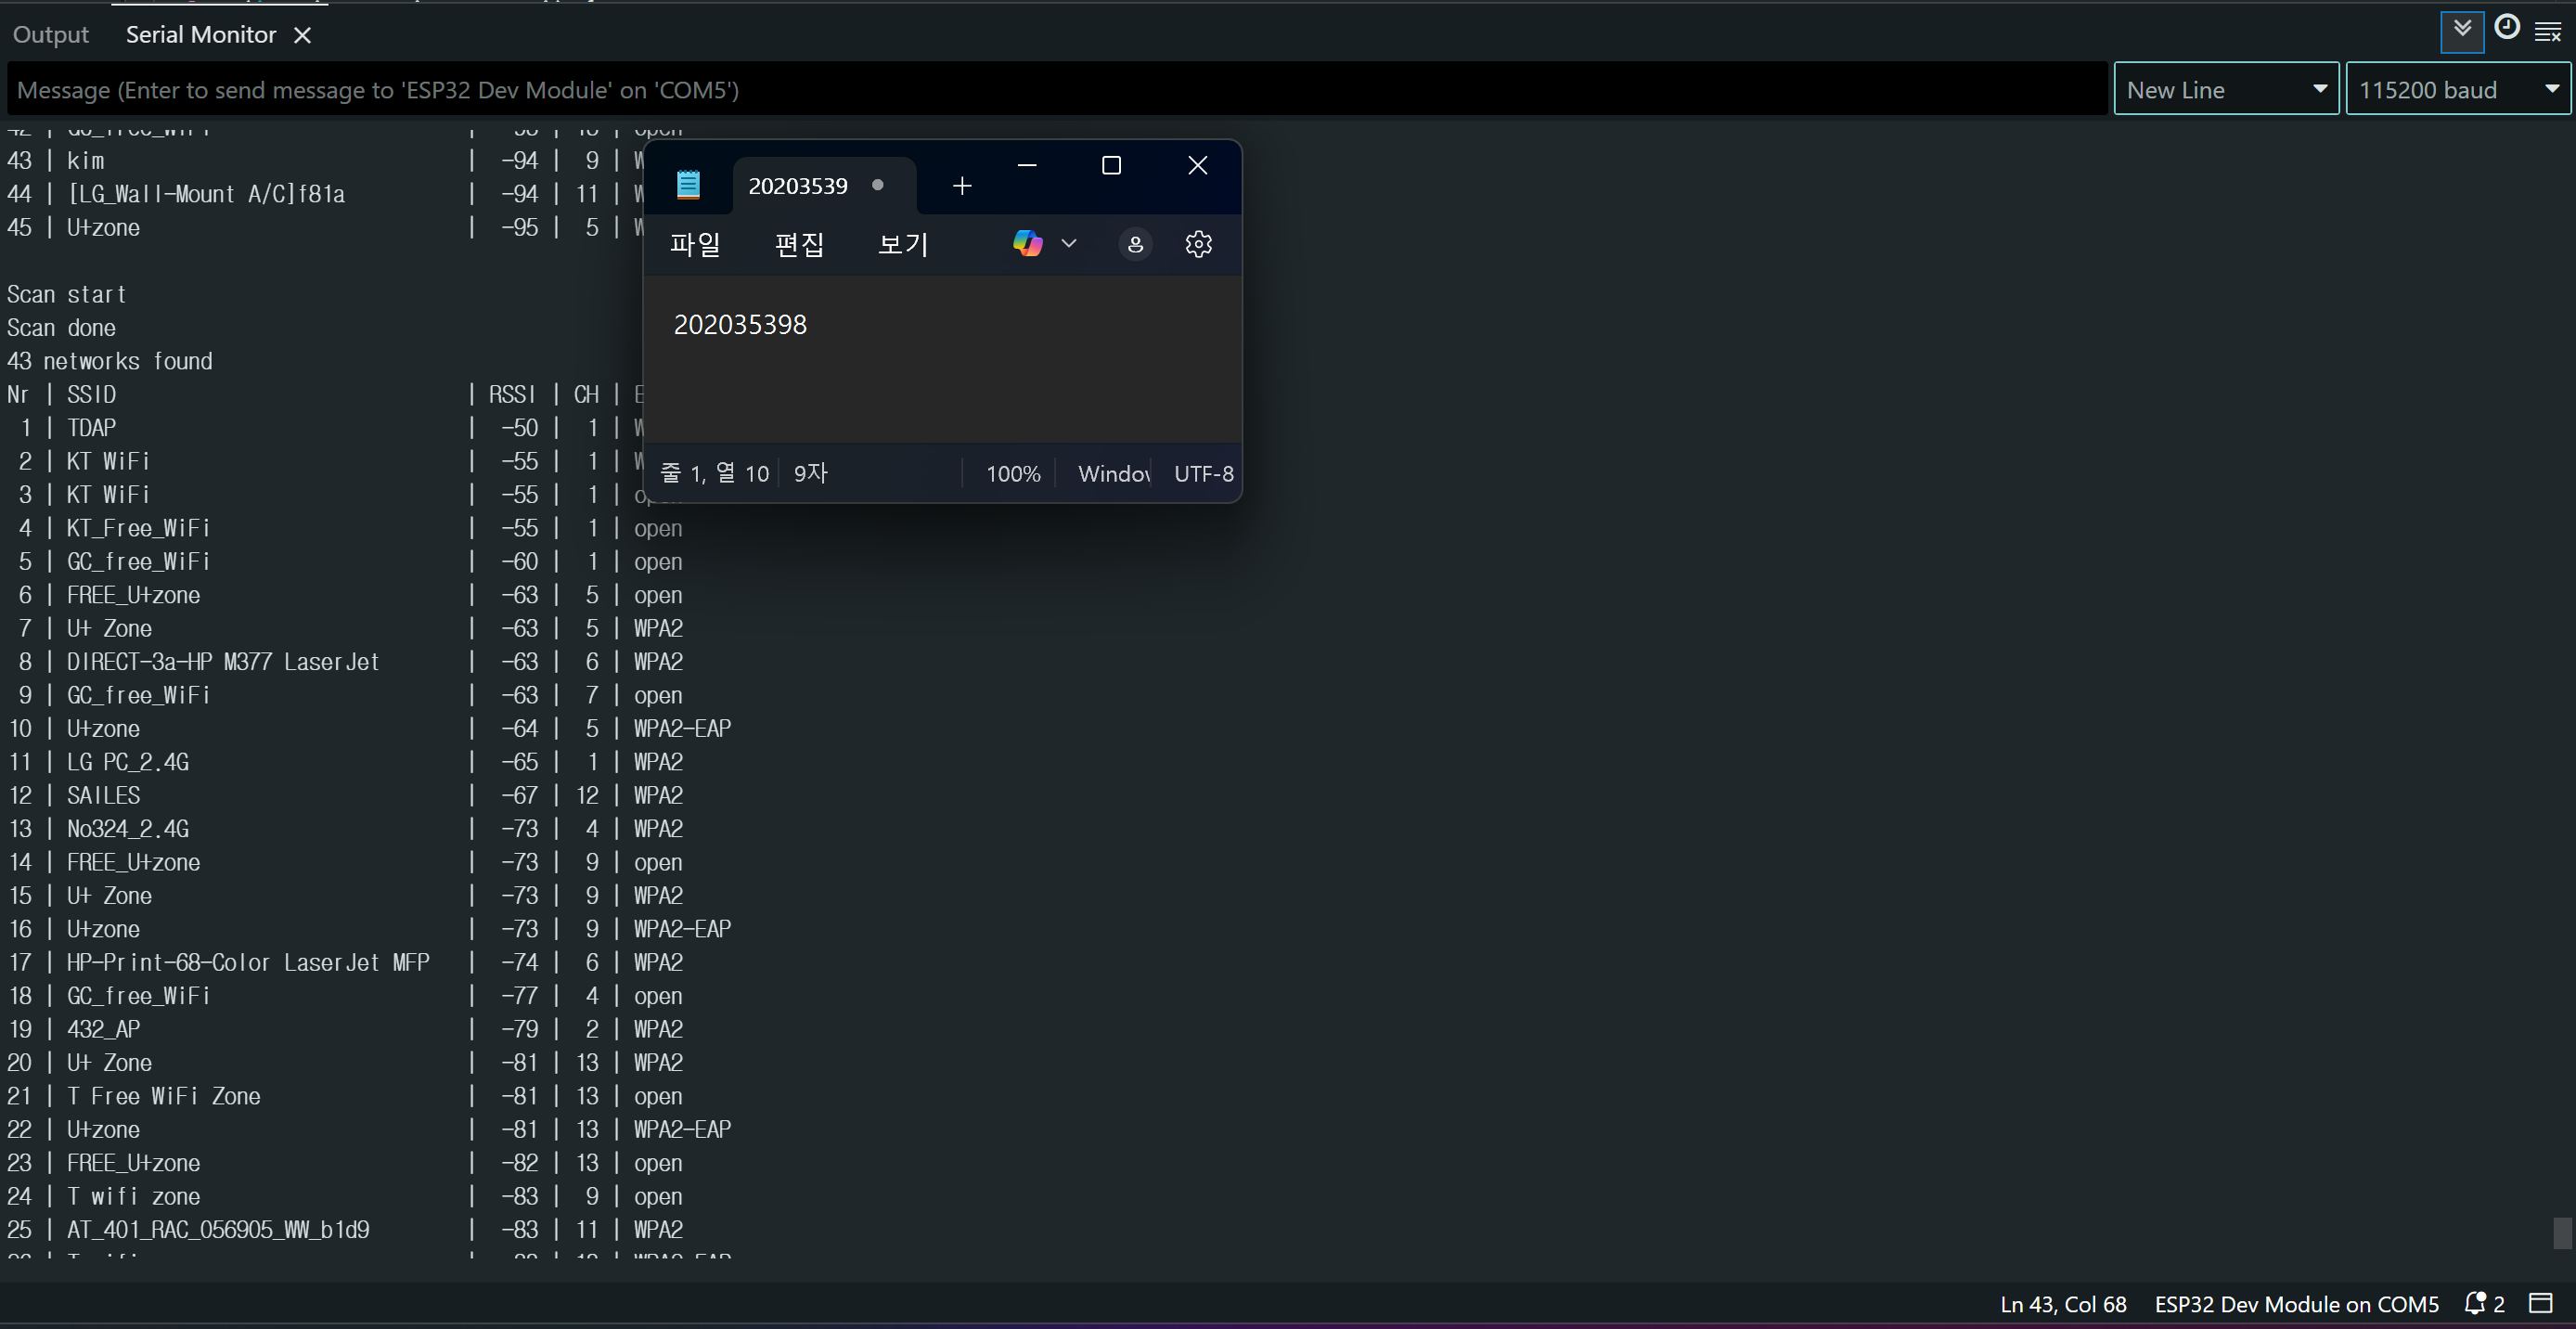 Output Serial Monitor
Message (Enter to send message to 'ESP32 Dev Module' on 'COM5') New Line 115200 baud
43 | kim | -94 | 9 |
44 | [LG_Wall-Mount A/C]f81a | -94 | 11 |
45 | U+zone | -95 | 5 |
20203539
파일 편집 보기
202035398
줄 1, 열 10 9자 100% UTF-8
Scan start
Scan done
43 networks found
Nr | SSID | RSSI | CH |
1 | TDAP | -50 | 1 |
2 | KT WiFi | -55 | 1 |
3 | KT WiFi | -55 | 1 |
4 | KT_Free_WiFi | -55 | 1 | open
5 | GC_free_WiFi | -60 | 1 | open
6 | FREE_U+zone | -63 | 5 | open
7 | U+ Zone | -63 | 5 | WPA2
8 | DIRECT-3a-HP M377 LaserJet | -63 | 6 | WPA2
9 | GC_free_WiFi | -63 | 7 | open
10 | U+zone | -64 | 5 | WPA2-EAP
11 | LG PC_2.4G | -65 | 1 | WPA2
12 | SAILES | -67 | 12 | WPA2
13 | No324_2.4G | -73 | 4 | WPA2
14 | FREE_U+zone | -73 | 9 | open
15 | U+ Zone | -73 | 9 | WPA2
16 | U+zone | -73 | 9 | WPA2-EAP
17 | HP-Print-68-Color LaserJet MFP | -74 | 6 | WPA2
18 | GC_free_WiFi | -77 | 4 | open
19 | 432_AP | -79 | 2 | WPA2
20 | U+ Zone | -81 | 13 | WPA2
21 | T Free WiFi Zone | -81 | 13 | open
22 | U+zone | -81 | 13 | WPA2-EAP
23 | FREE_U+zone | -82 | 13 | open
24 | T wifi zone | -83 | 9 | open
25 | AT_401_RAC_056905_WW_b1d9 | -83 | 11 | WPA2
Ln 43, Col 68 ESP32 Dev Module on COM5 2